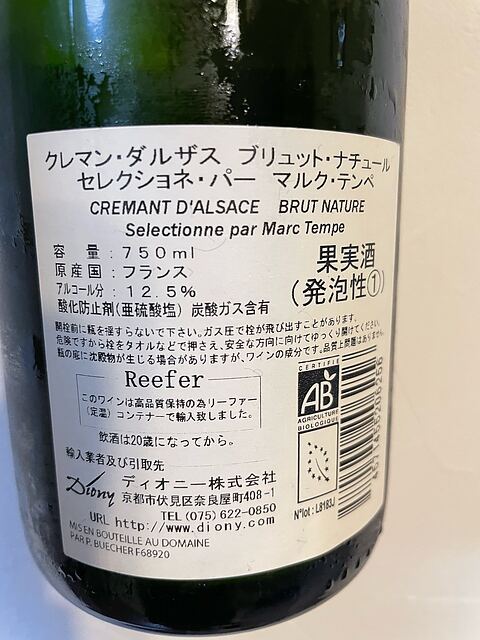 クレマン・ダルザス ブリュット・ナチュール
セレクショネ・パー マルク・テンペ
CREMANT D'ALSACE BRUT NATURE
Selectionne par Marc Tempe
容 量：750ml
原産国：フランス
アルコール分：12.5%
酸化防止剤(亜硫酸塩) 炭酸ガス含有
果実酒
(発泡性①)
開栓前に瓶を揺すらないで下さい。ガス圧で栓が飛び出すことがあります。
危険ですから栓をタオルなどで押さえ、安全な方向に向けてゆっくり開けてください。
瓶の底に沈殿物が生じる場合がありますが、ワインの成分です。品質上問題はありません。
Reefer
このワインは高品質保持の為リーファー
(定温)コンテナーで輸入致しました。
飲酒は20歳になってから。
輸入業者及び引取先
Diony ディオニー株式会社
京都市伏見区奈良屋町408-1
TEL(075)622-0850
URL http://www.diony.com
MIS EN BOUTEILLE AU DOMAINE
PAR P. BUECHER F68920
CERTIFIÉ
AB
AGRICULTURE
BIOLOGIQUE
N°lot: L8183J